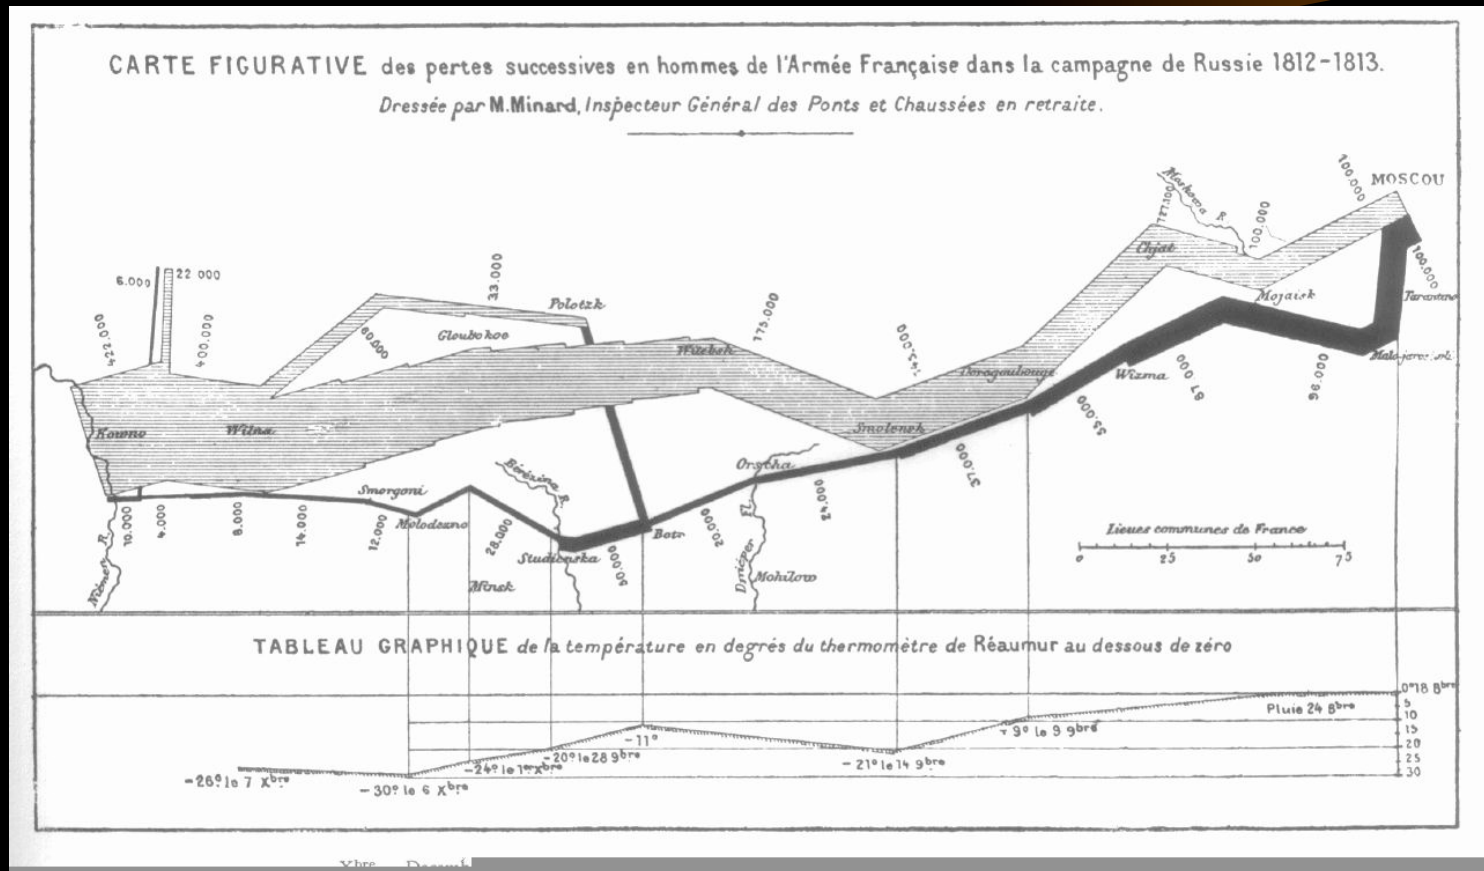 CARTE FIGURATIVE des pertes successives en hommes de l'Armée Française dans la campagne de Russie 1812-1813.
Dressée par M. Minard, Inspecteur Général des Ponts et Chaussées en retraite.
MOSCOU
100.000
Moskowa R
100.000
127.100
Chjat
100.000
Mojaisk
Tarantino
6.000
22 000
33.000
Polotzk
422.000
400.000
60.000
Gloubokoe
Witebsk
175.000
145.000
Dorogoubouge
Wizma
87 000
96.000
55.000
Kowno
Wilna
Smolensk
37.000
Smorgoni
Bérézina R.
Orscha
24.000
10.000
4.000
8.000
14.000
12.000
Molodezno
28.000
Studienska
50.000
Botr
20.000
Dniéper Fl.
Mohilow
Minsk
Niémen R
Lieues communes de France
0 25 50 75
TABLEAU GRAPHIQUE de la température en degrés du thermomètre de Réaumur au dessous de zéro
0° 18 8bre
5
10
15
20
25
30
Pluie 24 8bre
9° le 9 9bre
-21° le 14 9bre
-11°
-20° le 28 9bre
-24° le 1er Xbre
-30° le 6 Xbre
-26° le 7 Xbre